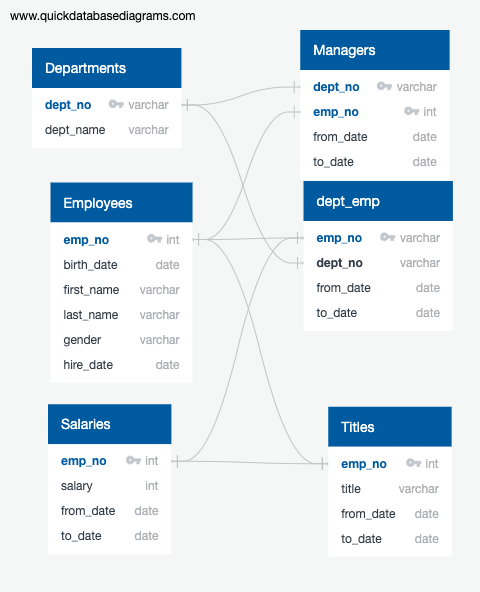 www.quickdatabasediagrams.com
Departments
dept_no varchar
dept_name varchar
Managers
dept_no varchar
emp_no int
from_date date
to_date date
Employees
emp_no int
birth_date date
first_name varchar
last_name varchar
gender varchar
hire_date date
dept_emp
emp_no varchar
dept_no varchar
from_date date
to_date date
Salaries
emp_no int
salary int
from_date date
to_date date
Titles
emp_no int
title varchar
from_date date
to_date date